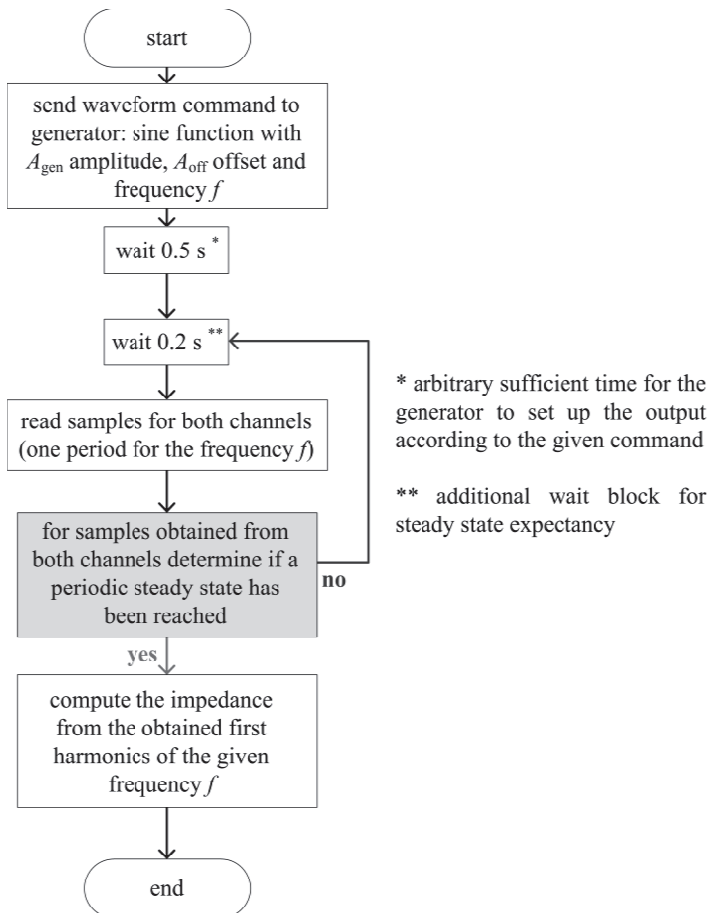 start
send waveform command to
generator: sine function with
A_gen amplitude, A_off offset and
frequency f
wait 0.5 s *
wait 0.2 s **
read samples for both channels
(one period for the frequency f)
for samples obtained from
both channels determine if a
periodic steady state has
been reached
no
yes
compute the impedance
from the obtained first
harmonics of the given
frequency f
end
* arbitrary sufficient time for the
generator to set up the output
according to the given command
** additional wait block for
steady state expectancy